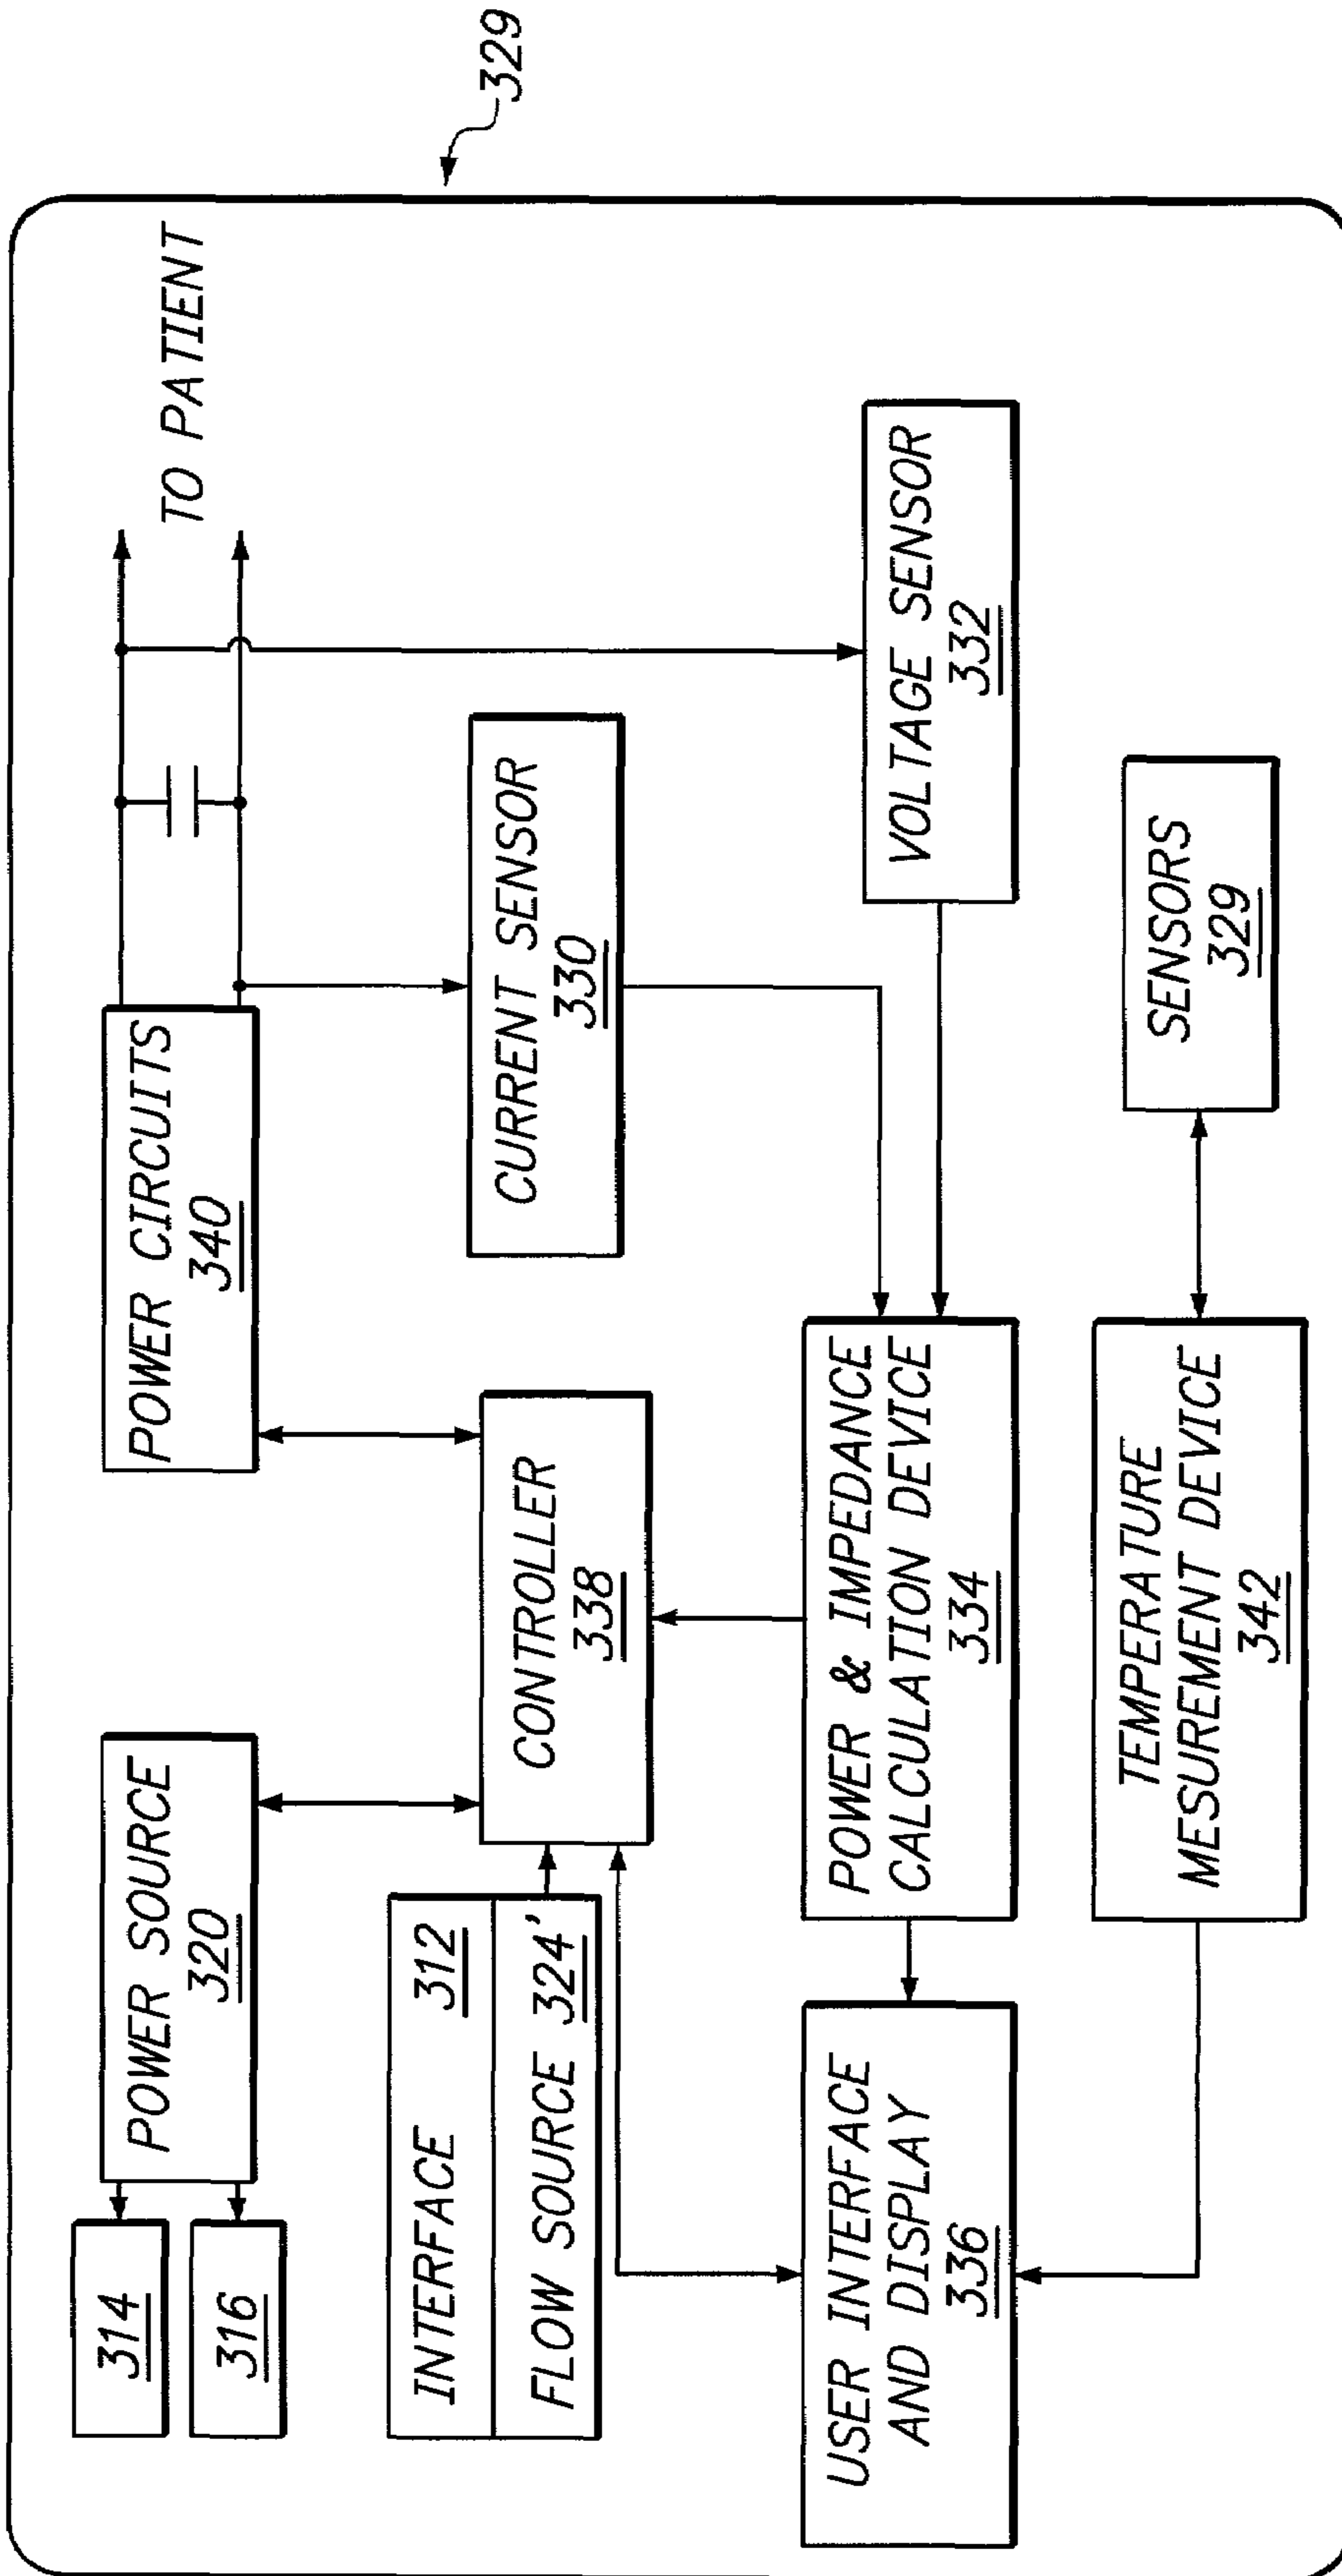 329
314
316
POWER SOURCE
320
POWER CIRCUITS
340
TO PATIENT
INTERFACE 312
FLOW SOURCE 324'
CONTROLLER
338
CURRENT SENSOR
330
USER INTERFACE
AND DISPLAY
336
POWER & IMPEDANCE
CALCULATION DEVICE
334
VOLTAGE SENSOR
332
TEMPERATURE
MESUREMENT DEVICE
342
SENSORS
329